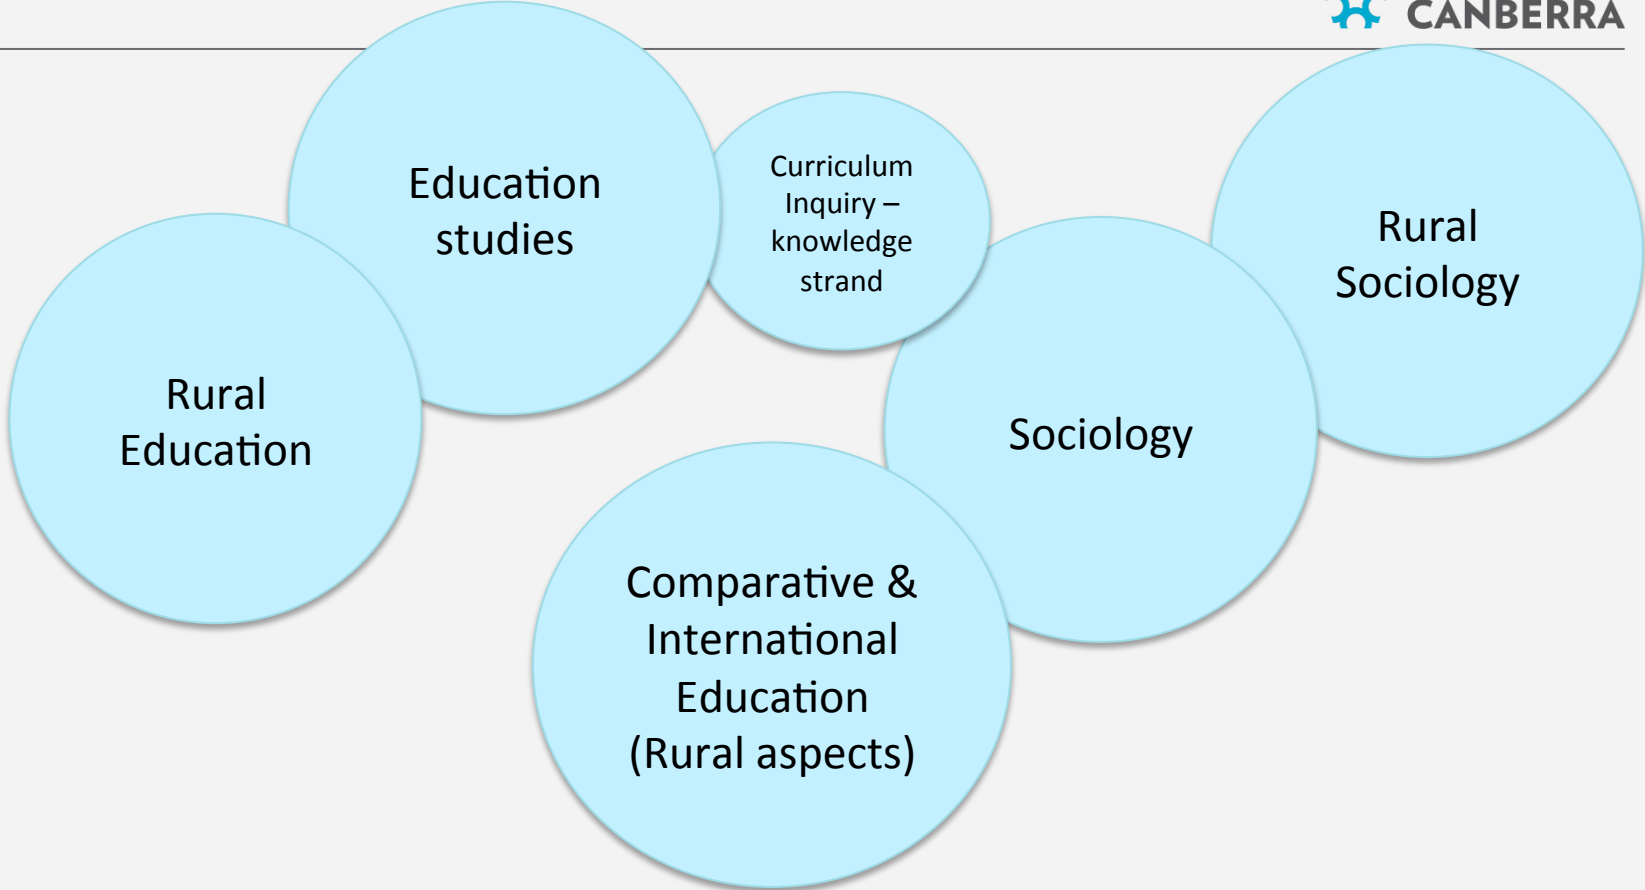 CANBERRA
Education
studies
Curriculum
Inquiry –
knowledge
strand
Rural
Sociology
Rural
Education
Sociology
Comparative &
International
Education
(Rural aspects)